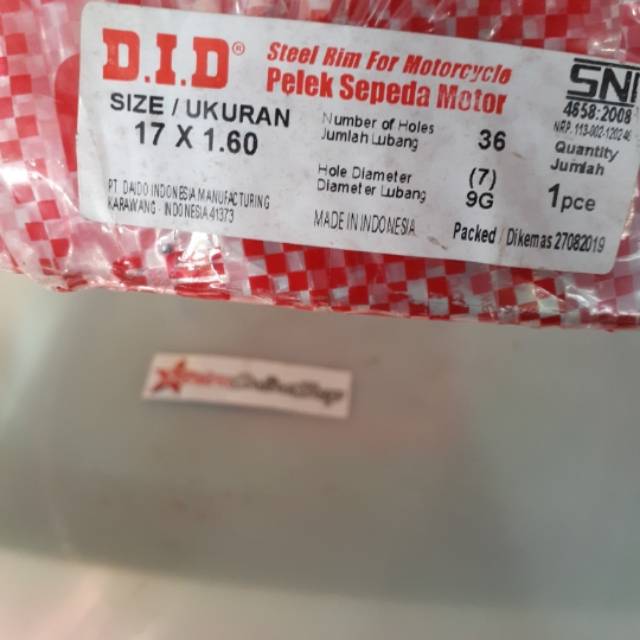 D.I.D®
Steel Rim For Motorcycle
Pelek Sepeda Motor
SNI
4658:2008
SIZE / UKURAN
17 X 1.60
Number of Holes
Jumlah Lubang
36
Hole Diameter
Diameter Lubang
(7)
9G
Quantity
Jumlah
1pce
PT DAIDO INDONESIA MANUFACTURING
KARAWANG - INDONESIA 41373
MADE IN INDONESIA
Packed / Dikemas 27082019